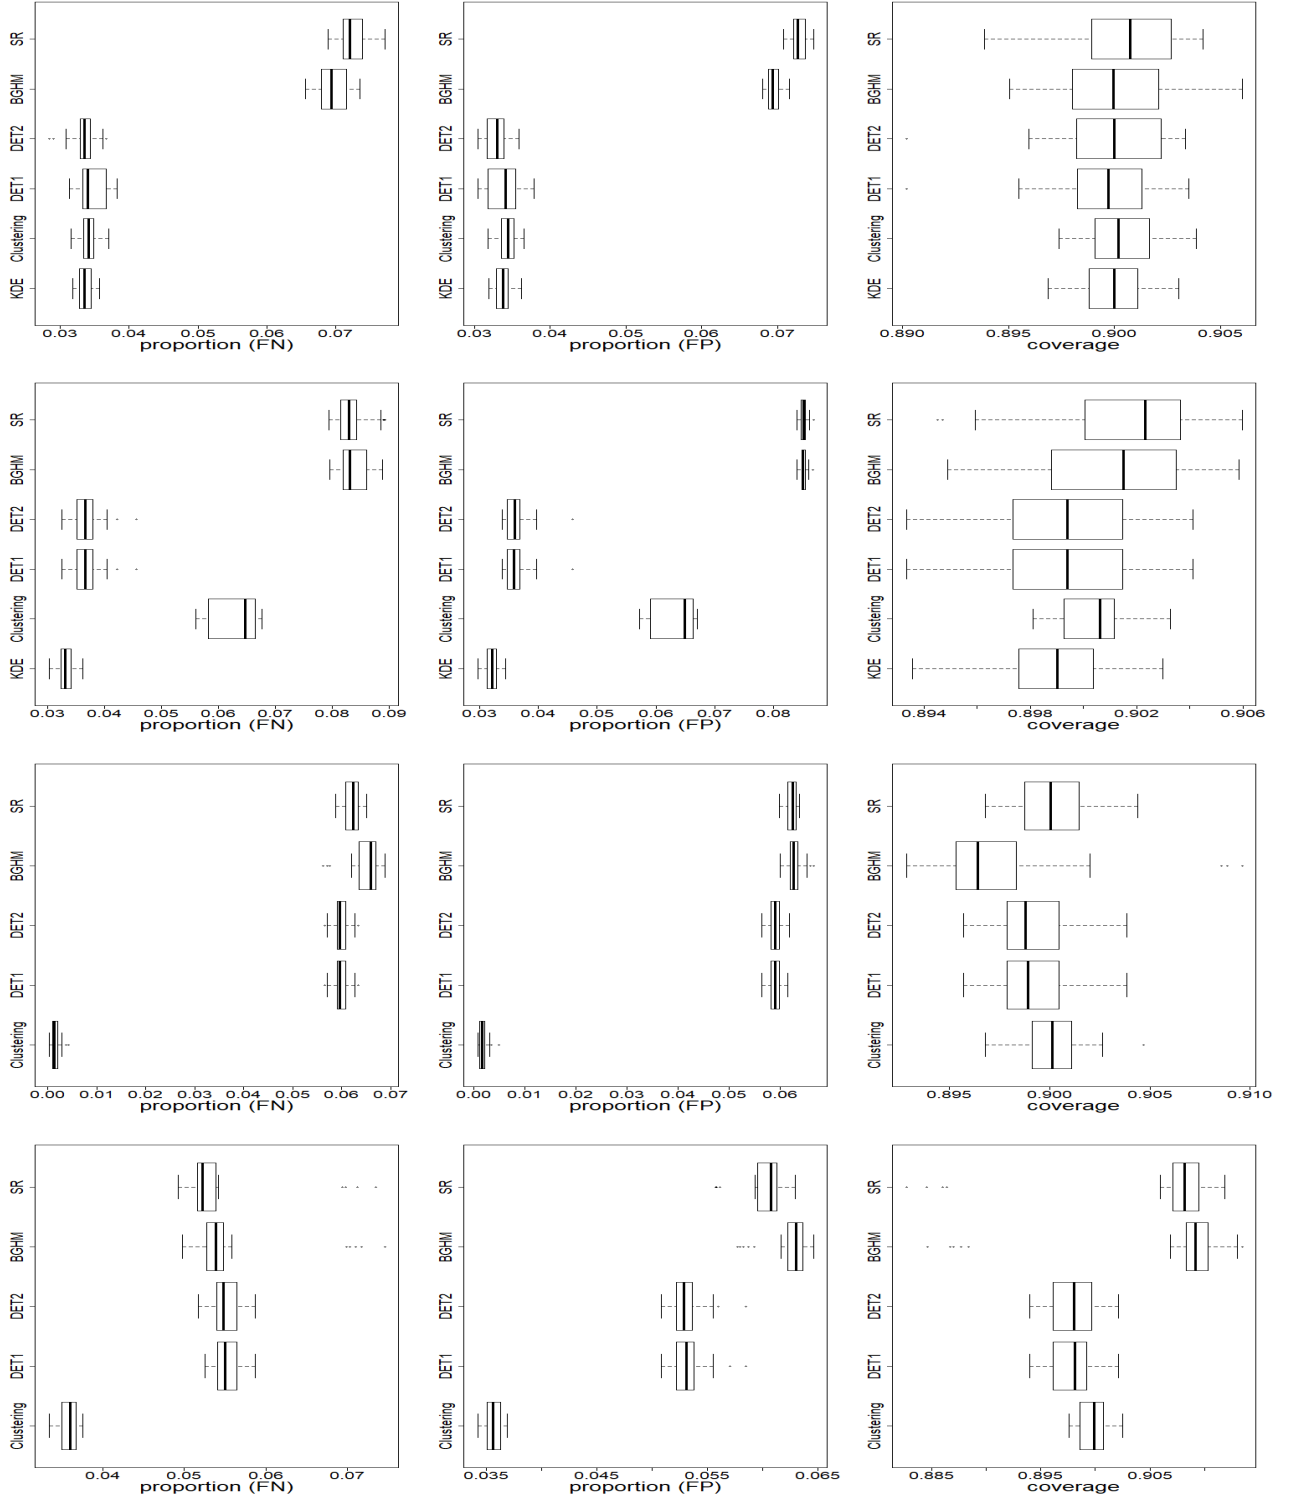 SR
BGHM
DET2
DET1
Clustering
KDE
0.03 0.04 0.05 0.06 0.07
proportion (FN)
SR
BGHM
DET2
DET1
Clustering
KDE
0.03 0.04 0.05 0.06 0.07
proportion (FP)
SR
BGHM
DET2
DET1
Clustering
KDE
0.890 0.895 0.900 0.905
coverage
SR
BGHM
DET2
DET1
Clustering
KDE
0.03 0.04 0.05 0.06 0.07 0.08 0.09
proportion (FN)
SR
BGHM
DET2
DET1
Clustering
KDE
0.03 0.04 0.05 0.06 0.07 0.08
proportion (FP)
SR
BGHM
DET2
DET1
Clustering
KDE
0.894 0.898 0.902 0.906
coverage
SR
BGHM
DET2
DET1
Clustering
0.00 0.01 0.02 0.03 0.04 0.05 0.06 0.07
proportion (FN)
SR
BGHM
DET2
DET1
Clustering
0.00 0.01 0.02 0.03 0.04 0.05 0.06
proportion (FP)
SR
BGHM
DET2
DET1
Clustering
0.895 0.900 0.905 0.910
coverage
SR
BGHM
DET2
DET1
Clustering
0.04 0.05 0.06 0.07
proportion (FN)
SR
BGHM
DET2
DET1
Clustering
0.035 0.045 0.055 0.065
proportion (FP)
SR
BGHM
DET2
DET1
Clustering
0.885 0.895 0.905
coverage